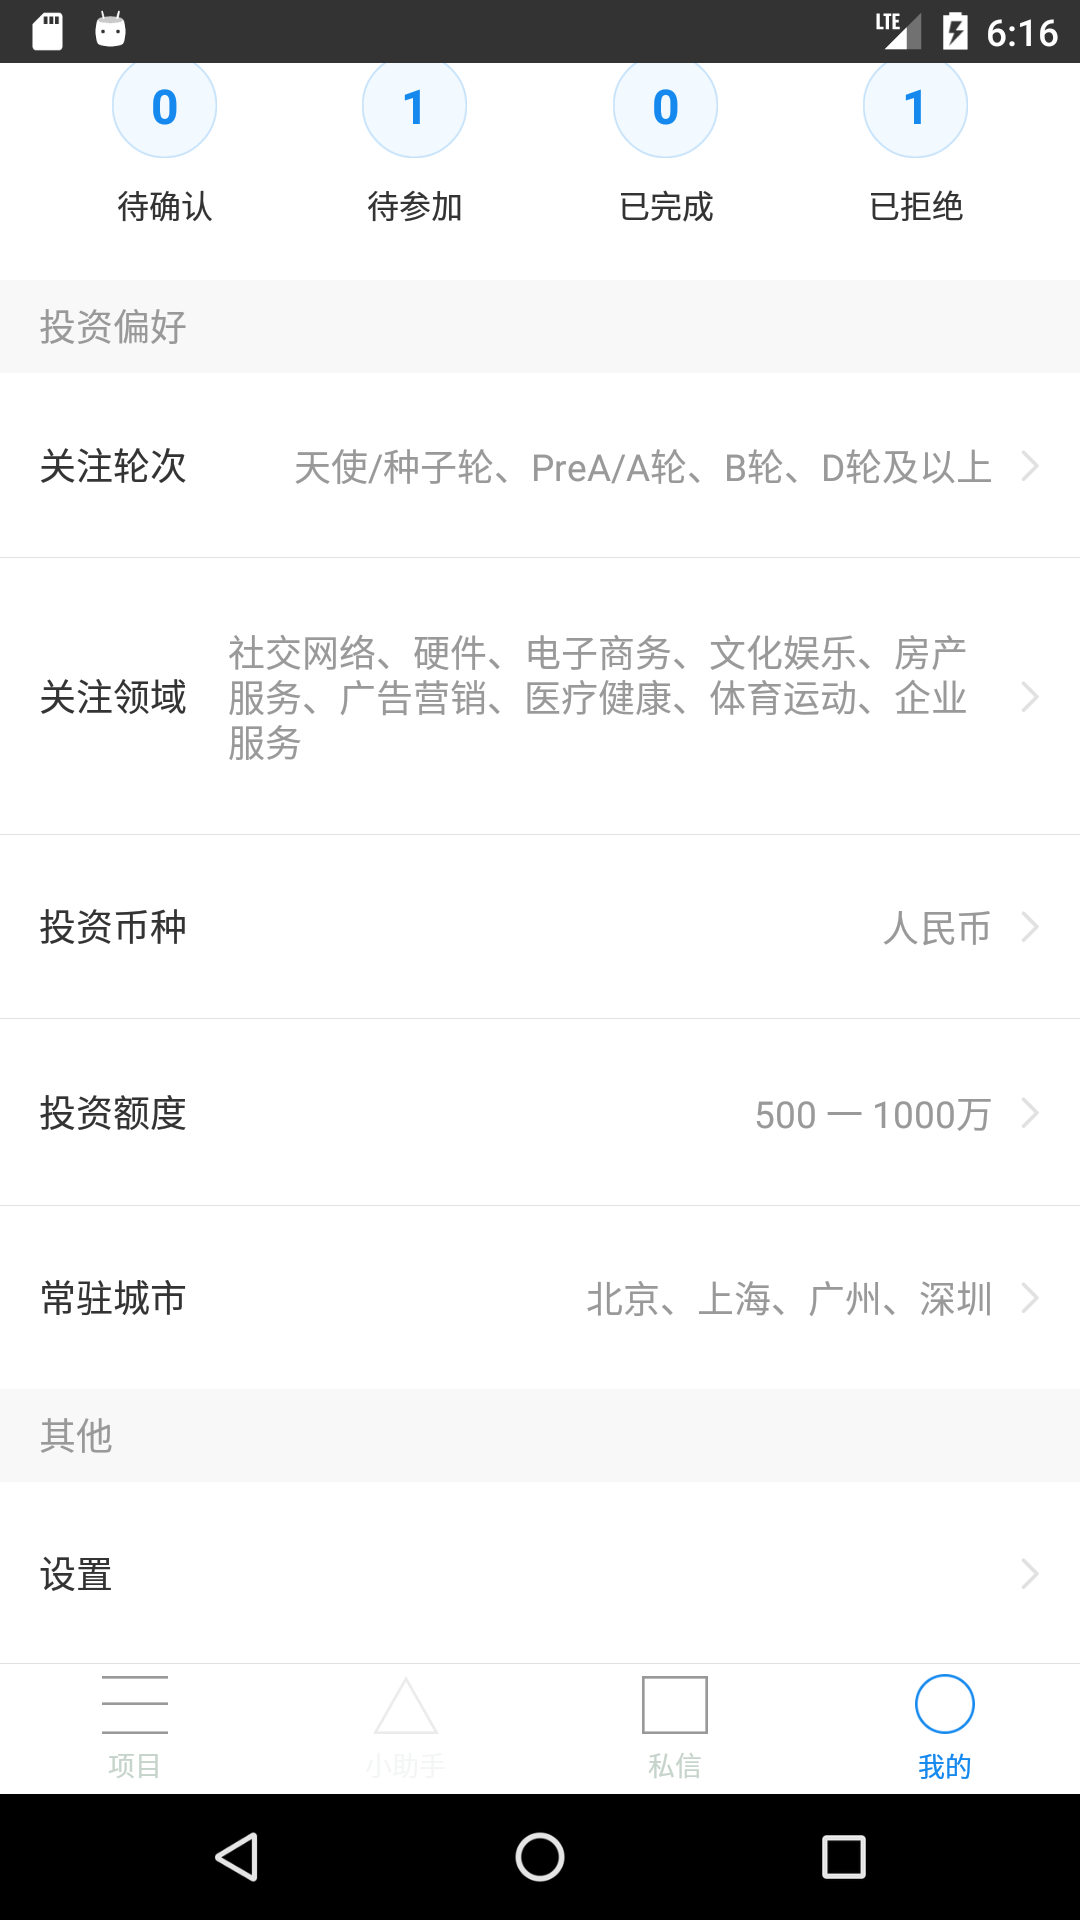 LTE 6:16
0 1 0 1
待确认 待参加 已完成 已拒绝
投资偏好
关注轮次 天使/种子轮、PreA/A轮、B轮、D轮及以上
关注领域
社交网络、硬件、电子商务、文化娱乐、房产
服务、广告营销、医疗健康、体育运动、企业
服务
投资币种 人民币
投资额度 500 一 1000万
常驻城市 北京、上海、广州、深圳
其他
设置
项目 小助手 私信 我的